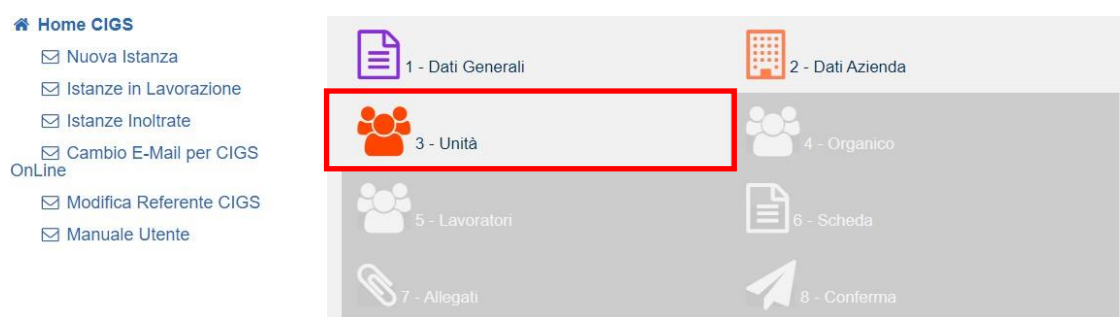 Home CIGS
Nuova Istanza
Istanze in Lavorazione
Istanze Inoltrate
Cambio E-Mail per CIGS
OnLine
Modifica Referente CIGS
Manuale Utente
1 - Dati Generali
2 - Dati Azienda
3 - Unità
4 - Organico
5 - Lavoratori
6 - Scheda
7 - Allegati
8 - Conferma